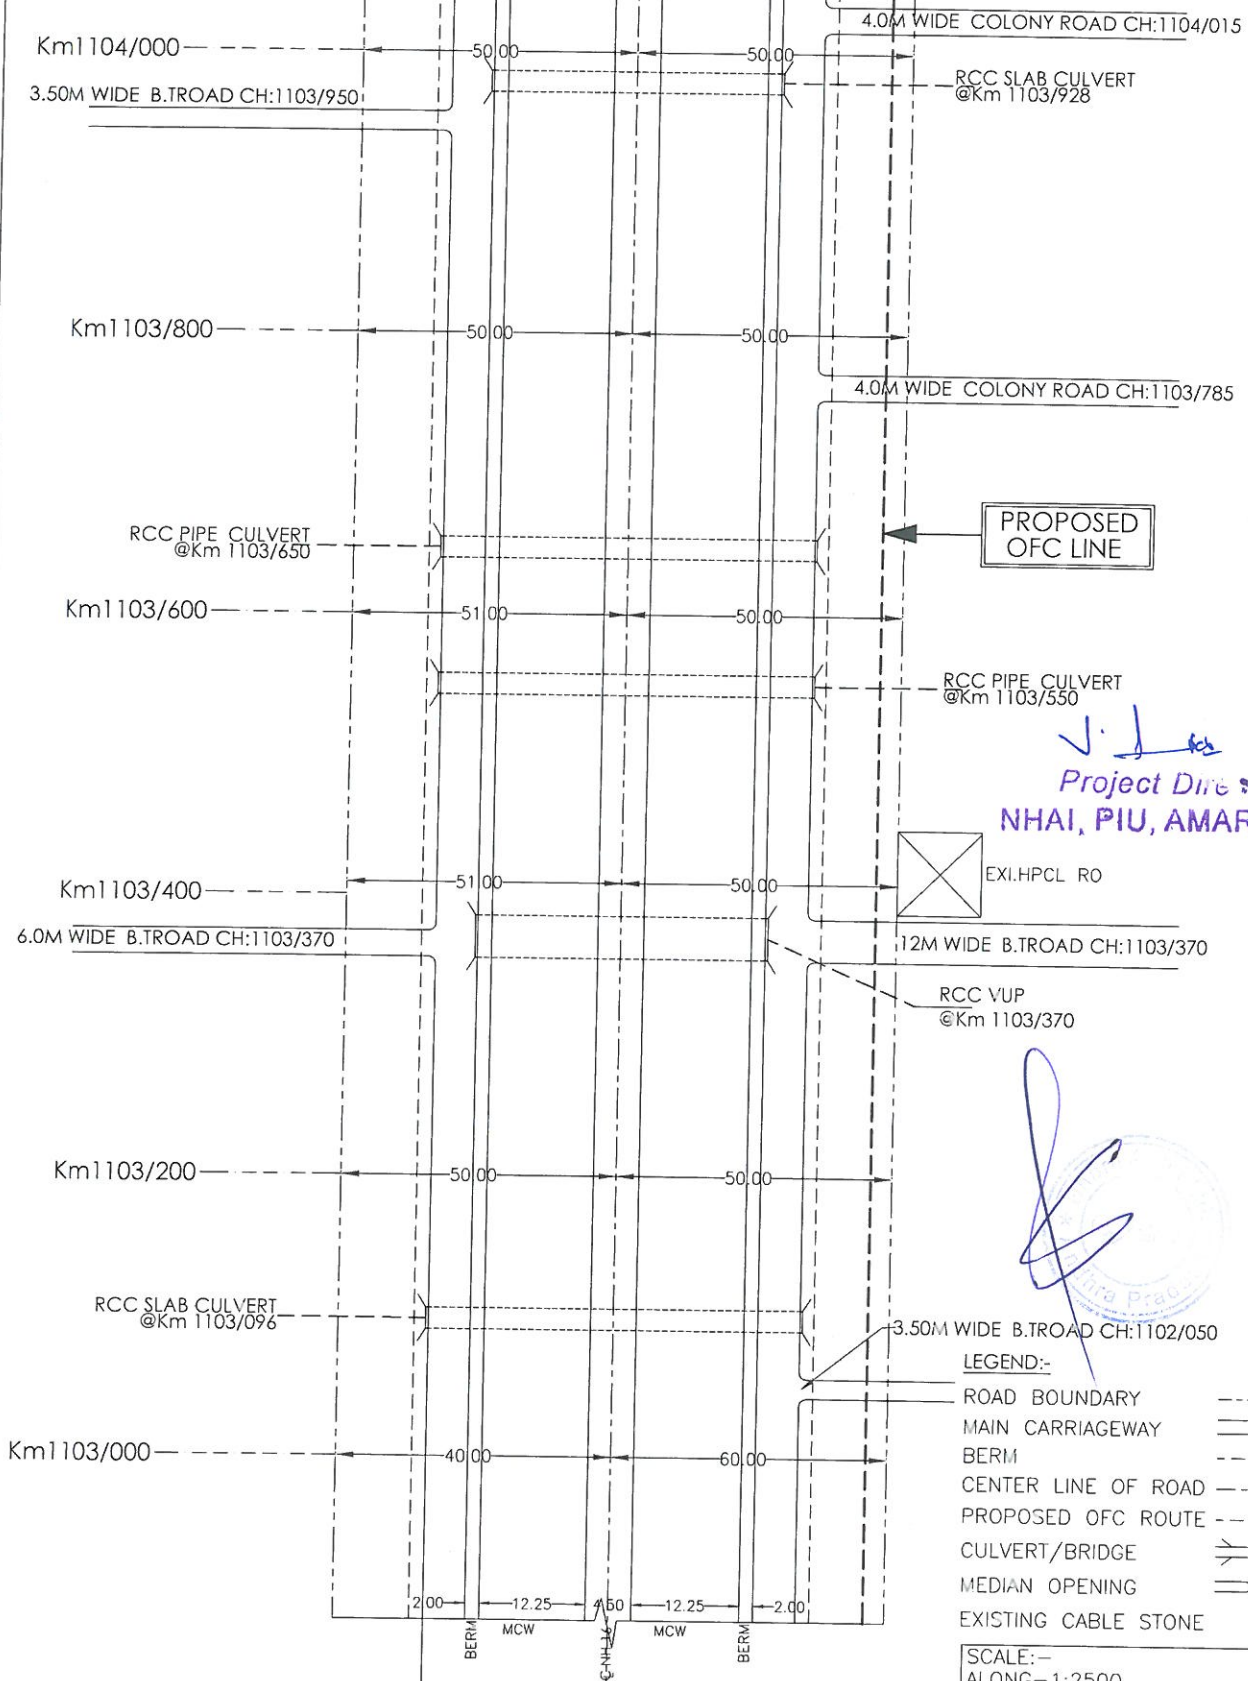 4.0M WIDE COLONY ROAD CH:1104/015
Km1104/000
50.00
50.00
RCC SLAB CULVERT
@Km 1103/928
3.50M WIDE B.TROAD CH:1103/950
Km1103/800
50.00
50.00
4.0M WIDE COLONY ROAD CH:1103/785
PROPOSED
OFC LINE
RCC PIPE CULVERT
@Km 1103/650
Km1103/600
51.00
50.00
RCC PIPE CULVERT
@Km 1103/550
Project Dire
NHAI, PIU, AMAR
EXI.HPCL RO
Km1103/400
51.00
50.00
6.0M WIDE B.TROAD CH:1103/370
12M WIDE B.TROAD CH:1103/370
RCC VUP
@Km 1103/370
Km1103/200
50.00
50.00
RCC SLAB CULVERT
@Km 1103/096
3.50M WIDE B.TROAD CH:1102/050
LEGEND:-
ROAD BOUNDARY
MAIN CARRIAGEWAY
BERM
CENTER LINE OF ROAD
PROPOSED OFC ROUTE
CULVERT/BRIDGE
MEDIAN OPENING
EXISTING CABLE STONE
Km1103/000
40.00
60.00
2.00
12.25
4.50
12.25
2.00
BERM
MCW
MCW
BERM
SCALE:-
ALONG-1:2500